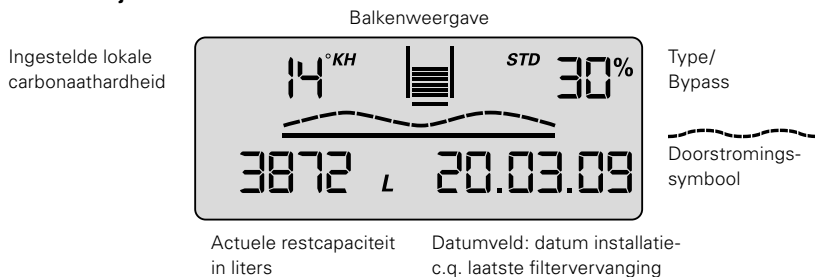 Balkenweergave
Ingestelde lokale
carbonaathardheid
14 °KH
STD 30%
Type/
Bypass
Doorstromings-
symbool
3872 L 20.03.09
Actuele restcapaciteit
in liters
Datumveld: datum installatie-
c.q. laatste filtervervanging